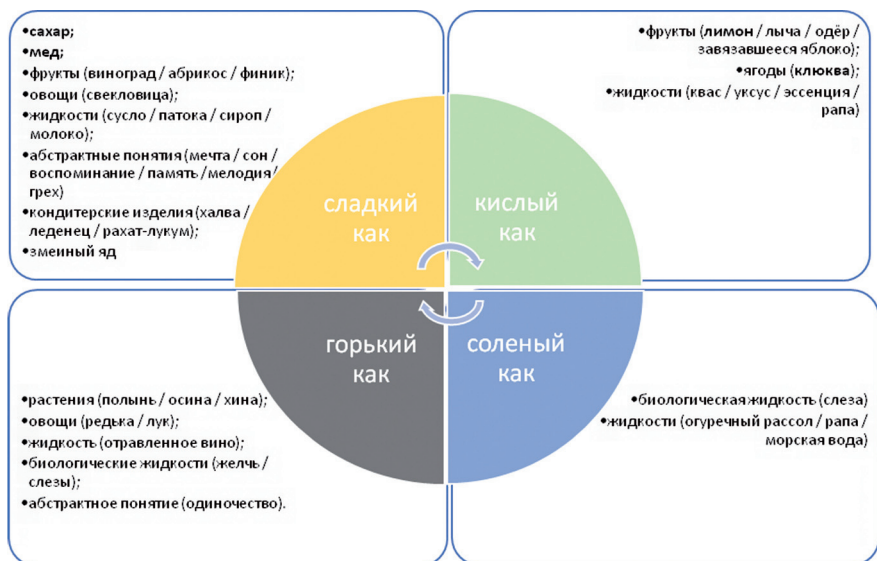 •сахар;
•мед;
•фрукты (виноград / абрикос / финик);
•овощи (свекловица);
•жидкости (сусло / патока / сироп /
молоко);
•абстрактные понятия (мечта / сон /
воспоминание / память /мелодия/
грех)
•кондитерские изделия (халва /
леденец / рахат-лукум);
•змеиный яд
•фрукты (лимон / лыча / одёр /
завязавшееся яблоко);
•ягоды (клюква);
•жидкости (квас / уксус / эссенция /
рапа)
сладкий
как
кислый
как
горький
как
соленый
как
•растения (полынь / осина / хина);
•овощи (редька / лук);
•жидкость (отравленное вино);
•биологические жидкости (желчь /
слезы);
•абстрактное понятие (одиночество).
•биологическая жидкость (слеза)
•жидкости (огуречный рассол / рапа /
морская вода)